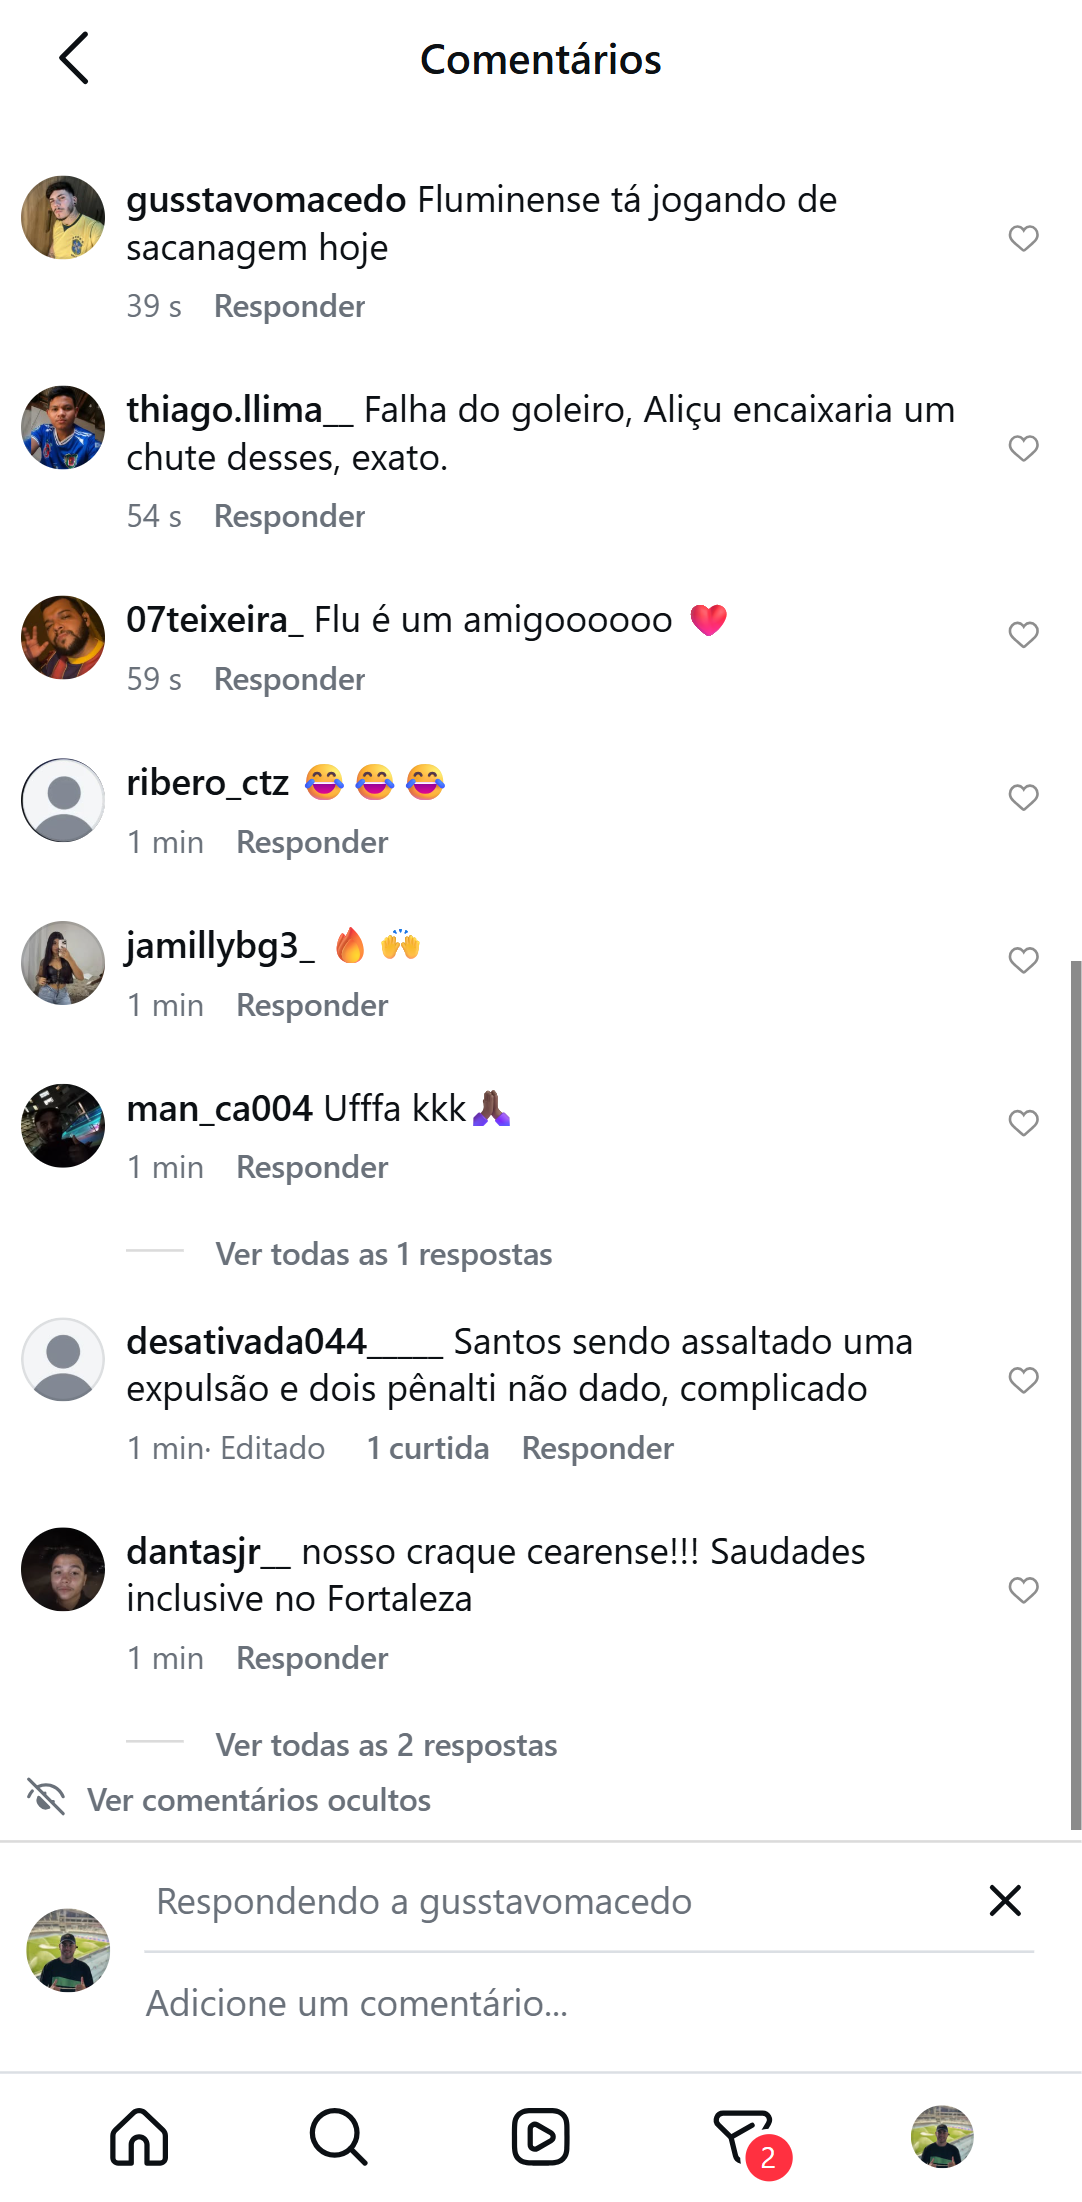 Comentários
gusstavomacedo Fluminense tá jogando de
sacanagem hoje
39 s Responder
thiago.llima__ Falha do goleiro, Aliçu encaixaria um
chute desses, exato.
54 s Responder
07teixeira_ Flu é um amigoooooo ❤️
59 s Responder
ribero_ctz 😂😂😂
1 min Responder
jamillybg3_ 🔥🙌
1 min Responder
man_ca004 Ufffa kkk🙏🏿
1 min Responder
Ver todas as 1 respostas
desativada044_____ Santos sendo assaltado uma
expulsão e dois pênalti não dado, complicado
1 min· Editado 1 curtida Responder
dantasjr__ nosso craque cearense!!! Saudades
inclusive no Fortaleza
1 min Responder
Ver todas as 2 respostas
Ver comentários ocultos
Respondendo a gusstavomacedo
Adicione um comentário...
2